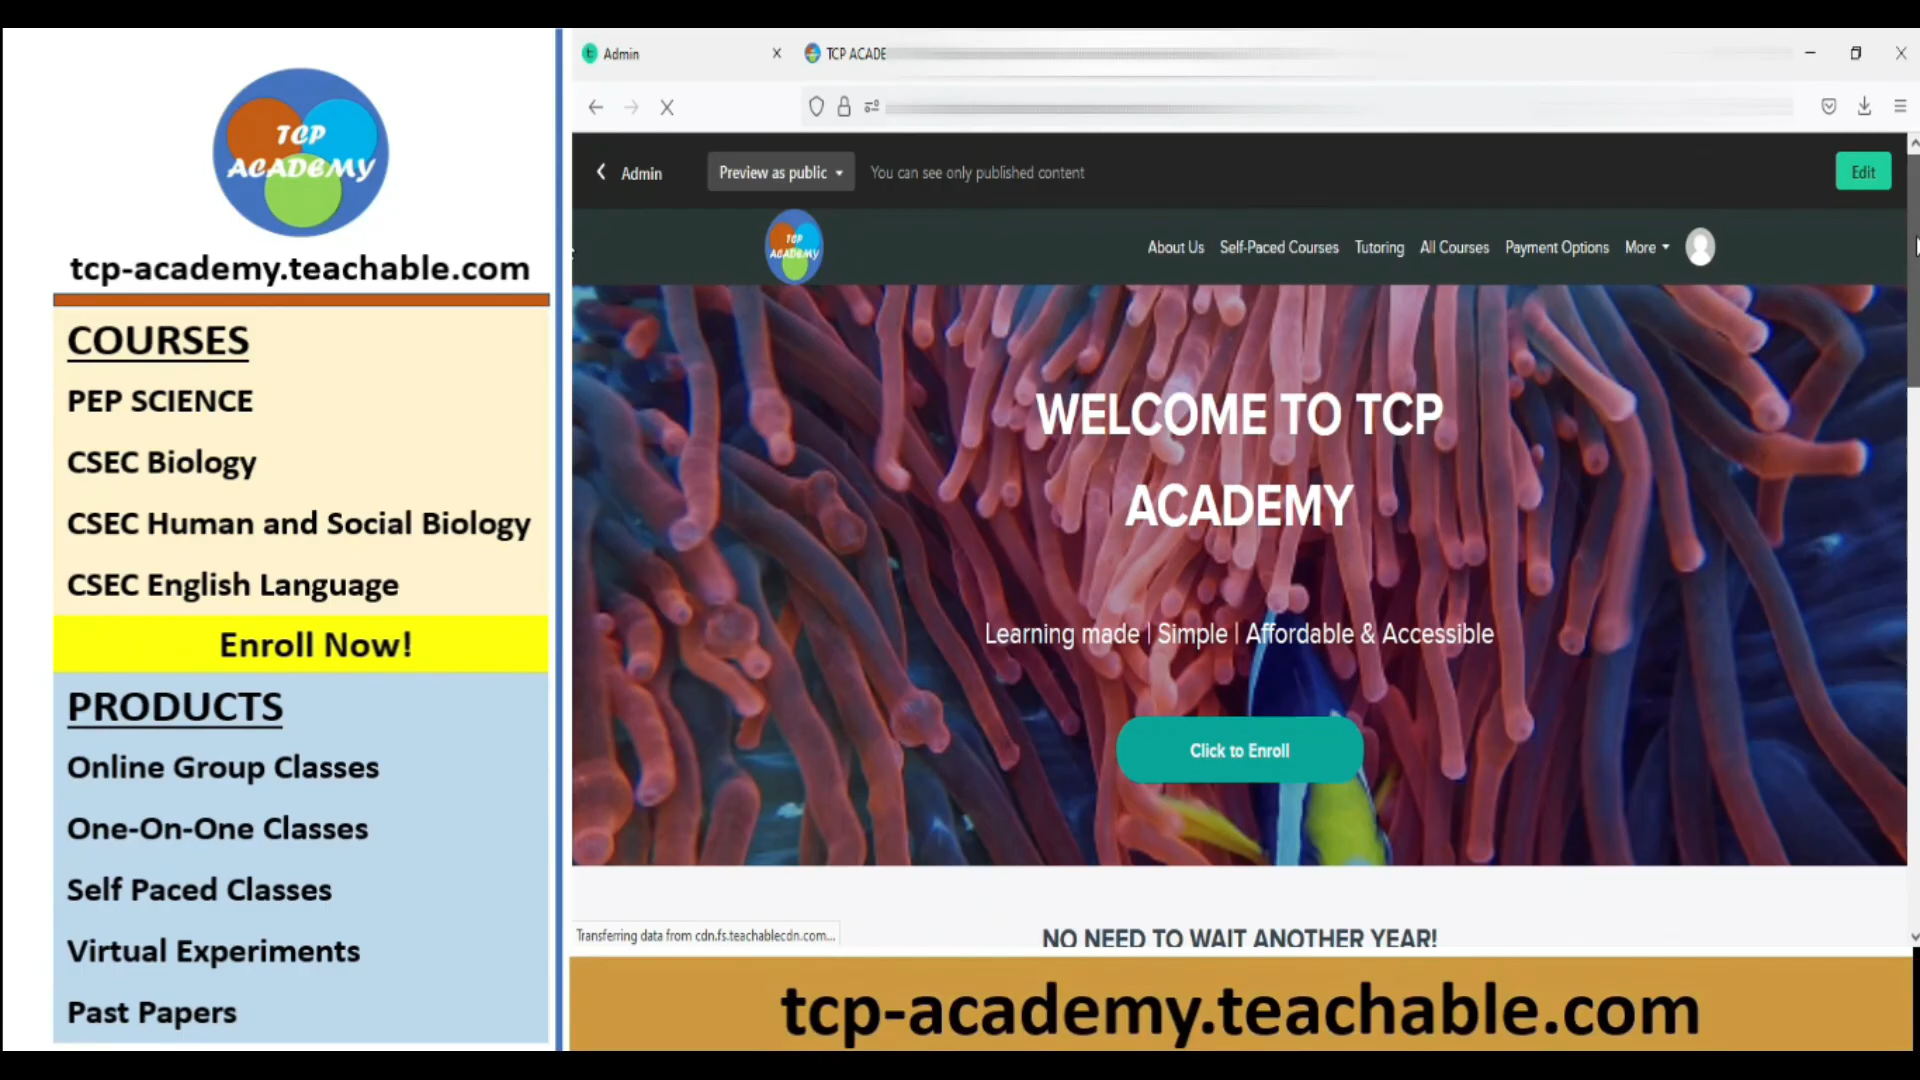 TCP
ACADEMY
tcp-academy.teachable.com
COURSES
PEP SCIENCE
CSEC Biology
CSEC Human and Social Biology
CSEC English Language
Enroll Now!
PRODUCTS
Online Group Classes
One-On-One Classes
Self Paced Classes
Virtual Experiments
Past Papers
Admin
TCP ACADE
Admin
Preview as public
You can see only published content
Edit
TCP
ACADEMY
About Us Self-Paced Courses Tutoring All Courses Payment Options More
WELCOME TO TCP
ACADEMY
Learning made | Simple | Affordable & Accessible
Click to Enroll
NO NEED TO WAIT ANOTHER YEAR!
Transferring data from cdn.fs.teachablecdn.com...
tcp-academy.teachable.com